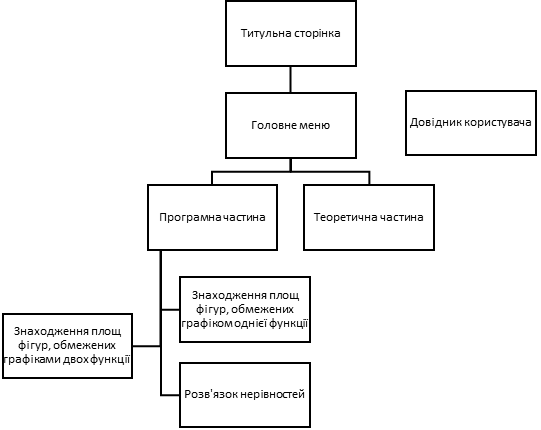 Титульна сторінка
Головне меню
Довідник користувача
Програмна частина
Теоретична частина
Знаходження площ
фігур, обмежених
графіком однієї функції
Знаходження площ
фігур, обмежених
графіками двох функції
Розв'язок нерівностей